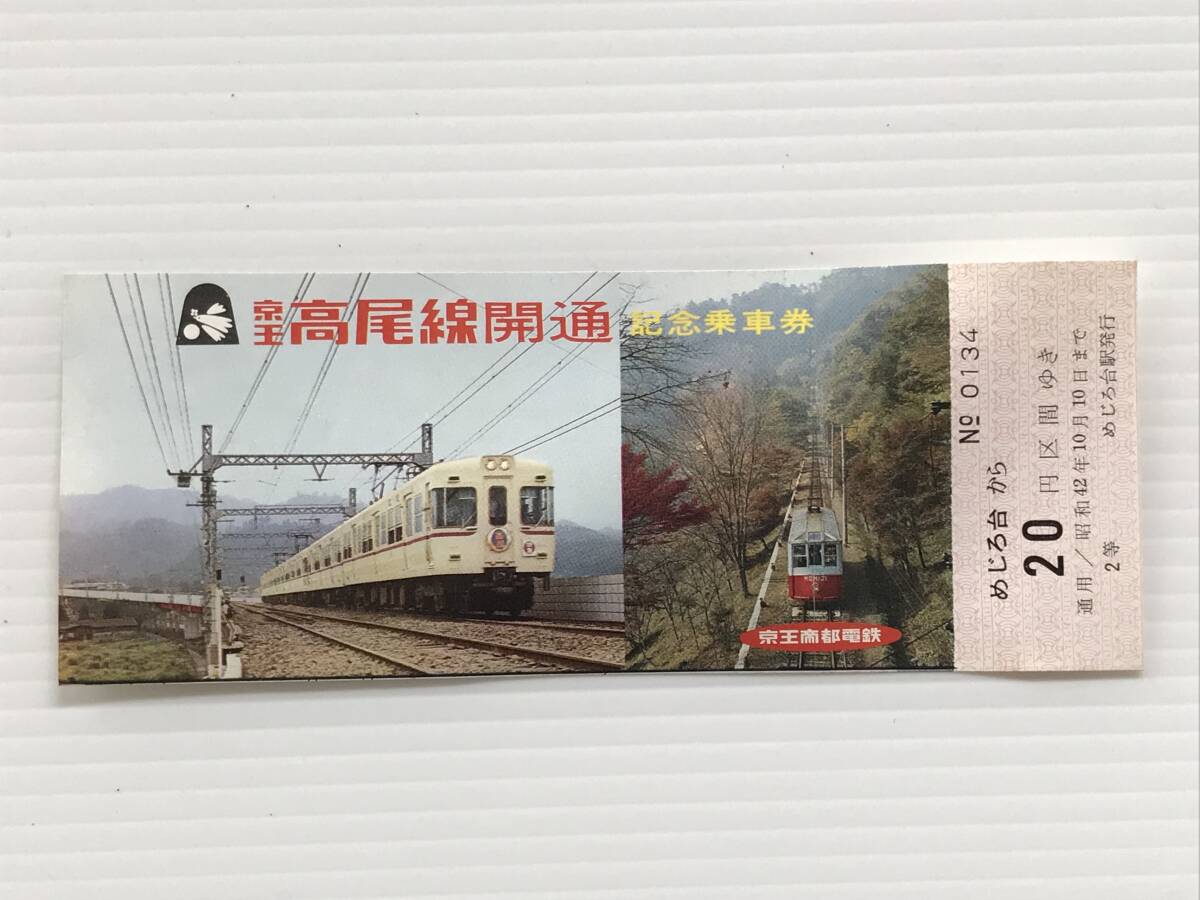 京王高尾線開通 記念乗車券
京王帝都電鉄
№ 0134
めじろ台 から
20 円区間ゆき
通用/昭和42年10月10日まで
2等 めじろ台駅発行